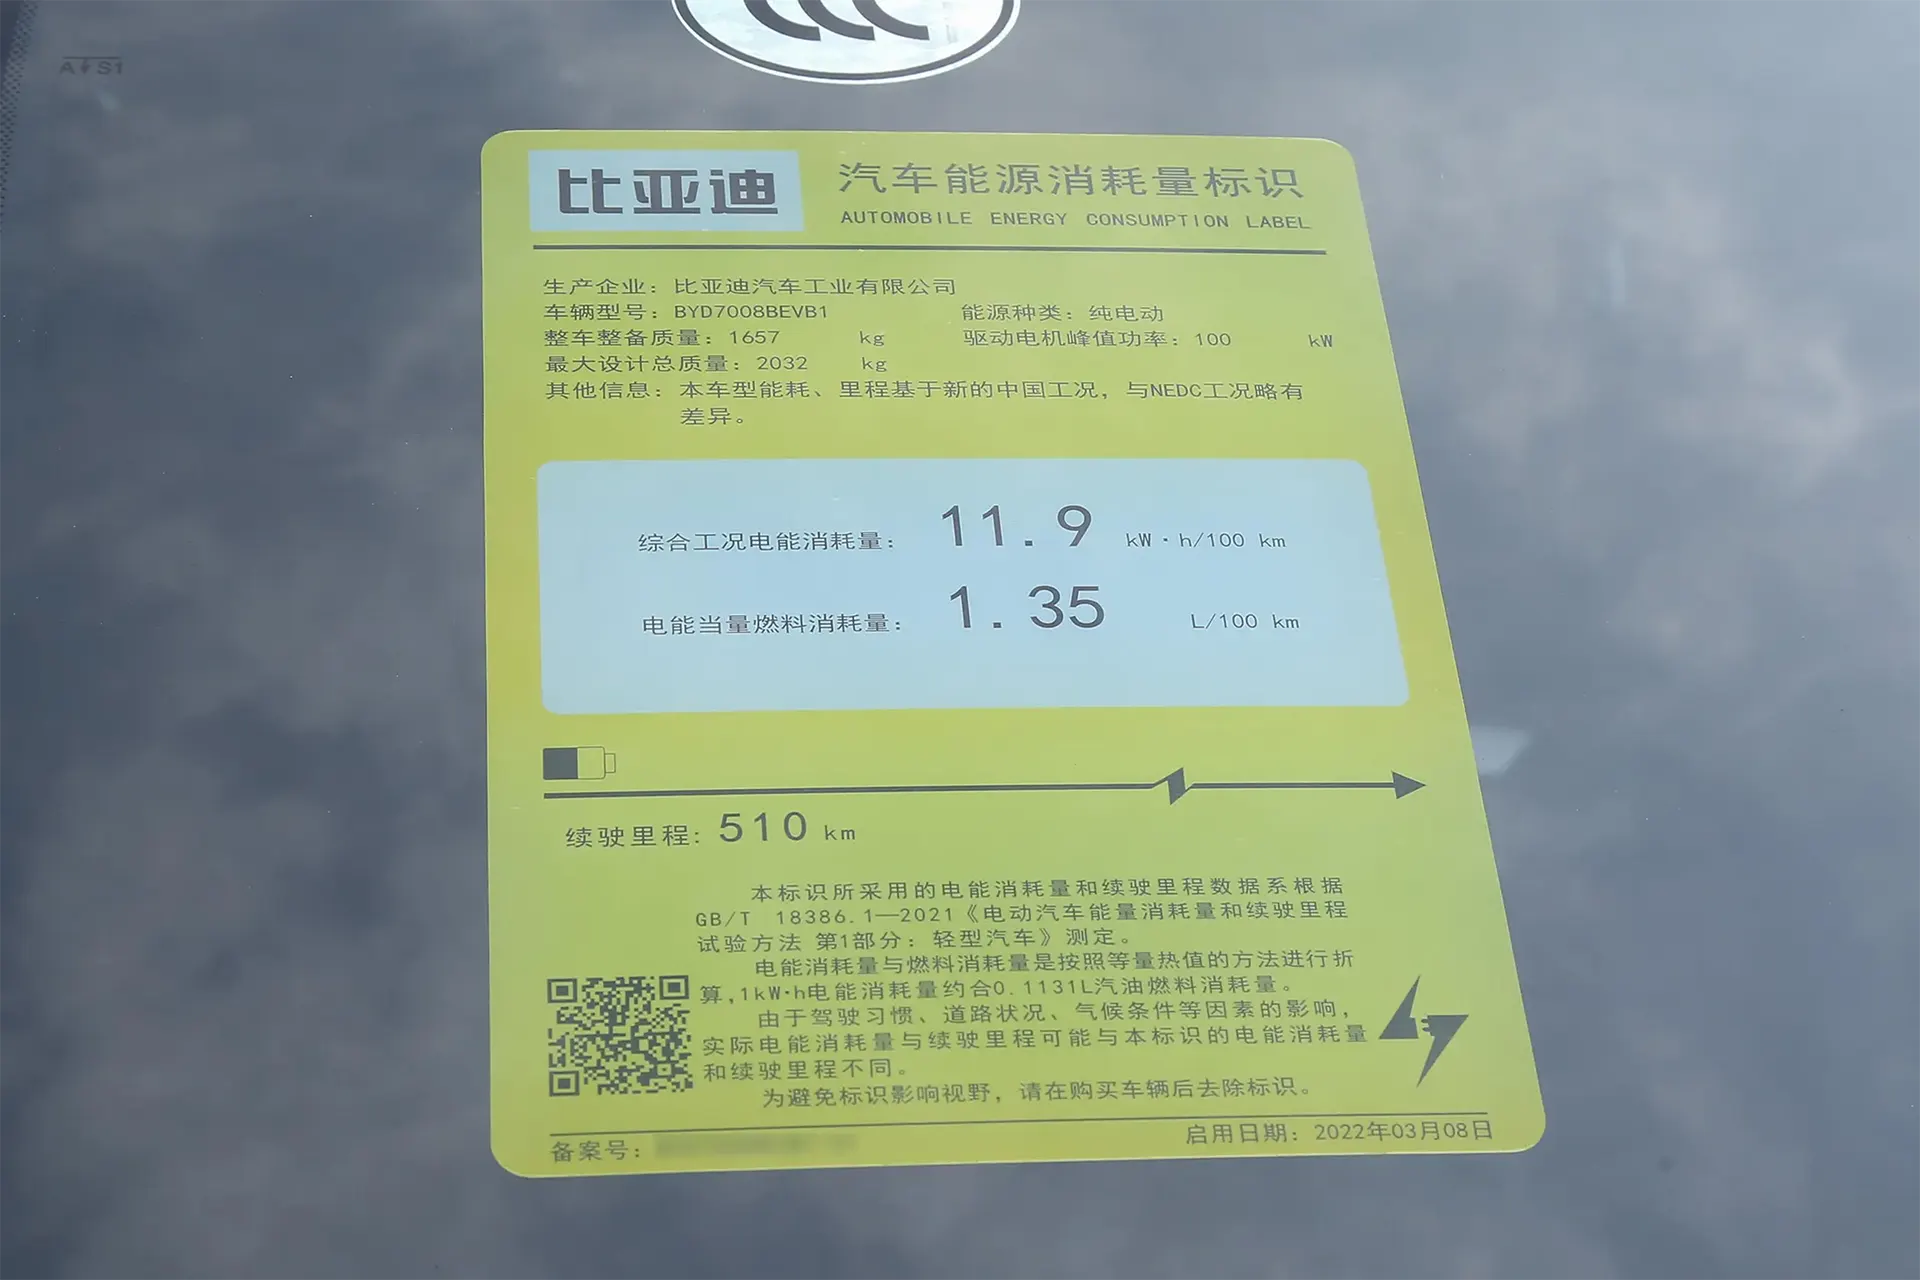 CCC
AS1
比亚迪
汽车能源消耗量标识
AUTOMOBILE ENERGY CONSUMPTION LABEL
生产企业：比亚迪汽车工业有限公司
车辆型号：BYD7008BEVB1 能源种类：纯电动
整车整备质量：1657 kg 驱动电机峰值功率：100 kW
最大设计总质量：2032 kg
其他信息：本车型能耗、里程基于新的中国工况，与NEDC工况略有
差异。
综合工况电能消耗量：11.9 kW·h/100 km
电能当量燃料消耗量：1.35 L/100 km
续驶里程：510 km
本标识所采用的电能消耗量和续驶里程数据系根据
GB/T 18386.1—2021《电动汽车能量消耗量和续驶里程
试验方法 第1部分：轻型汽车》测定。
电能消耗量与燃料消耗量是按照等量热值的方法进行折
算,1kW·h电能消耗量约合0.1131L汽油燃料消耗量。
由于驾驶习惯、道路状况、气候条件等因素的影响，
实际电能消耗量与续驶里程可能与本标识的电能消耗量
和续驶里程不同。
为避免标识影响视野，请在购买车辆后去除标识。
备案号： 启用日期：2022年03月08日